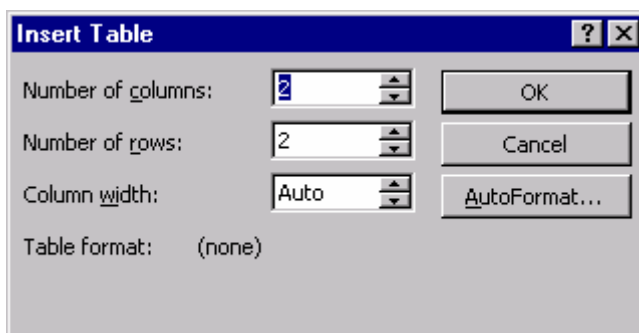 Insert Table
Number of columns: 2 OK
Number of rows: 2 Cancel
Column width: Auto AutoFormat...
Table format: (none)